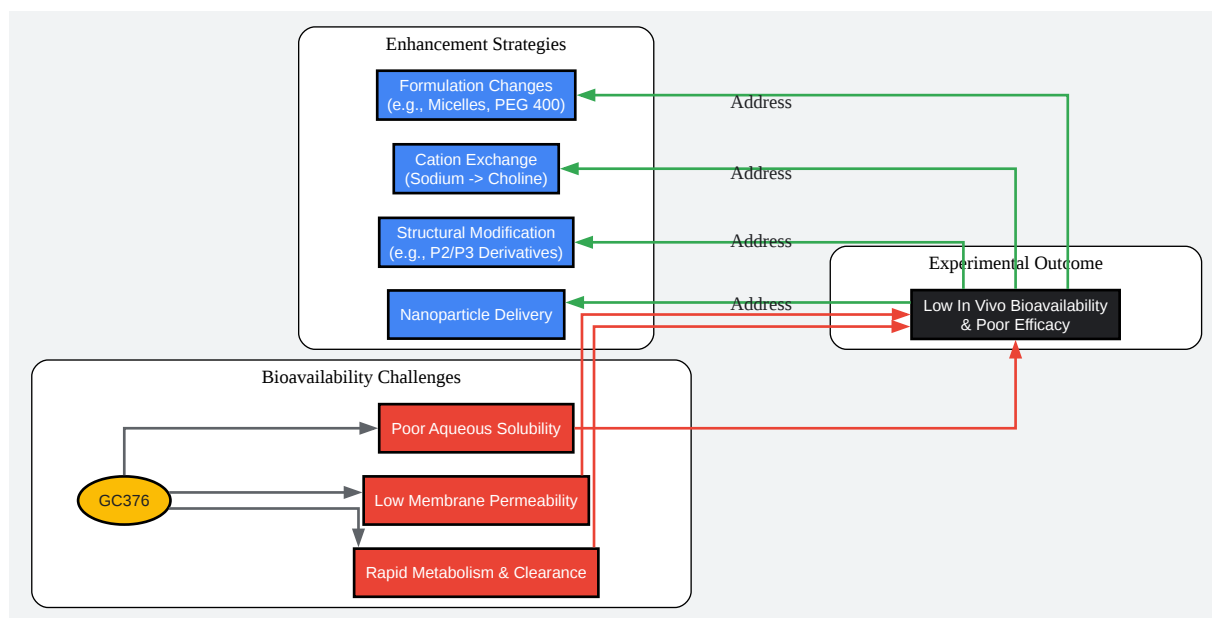 Enhancement Strategies
Formulation Changes
(e.g., Micelles, PEG 400)
Address
Cation Exchange
(Sodium -> Choline)
Address
Structural Modification
(e.g., P2/P3 Derivatives)
Address
Nanoparticle Delivery
Address
Experimental Outcome
Low In Vivo Bioavailability
& Poor Efficacy
Bioavailability Challenges
Poor Aqueous Solubility
GC376
Low Membrane Permeability
Rapid Metabolism & Clearance